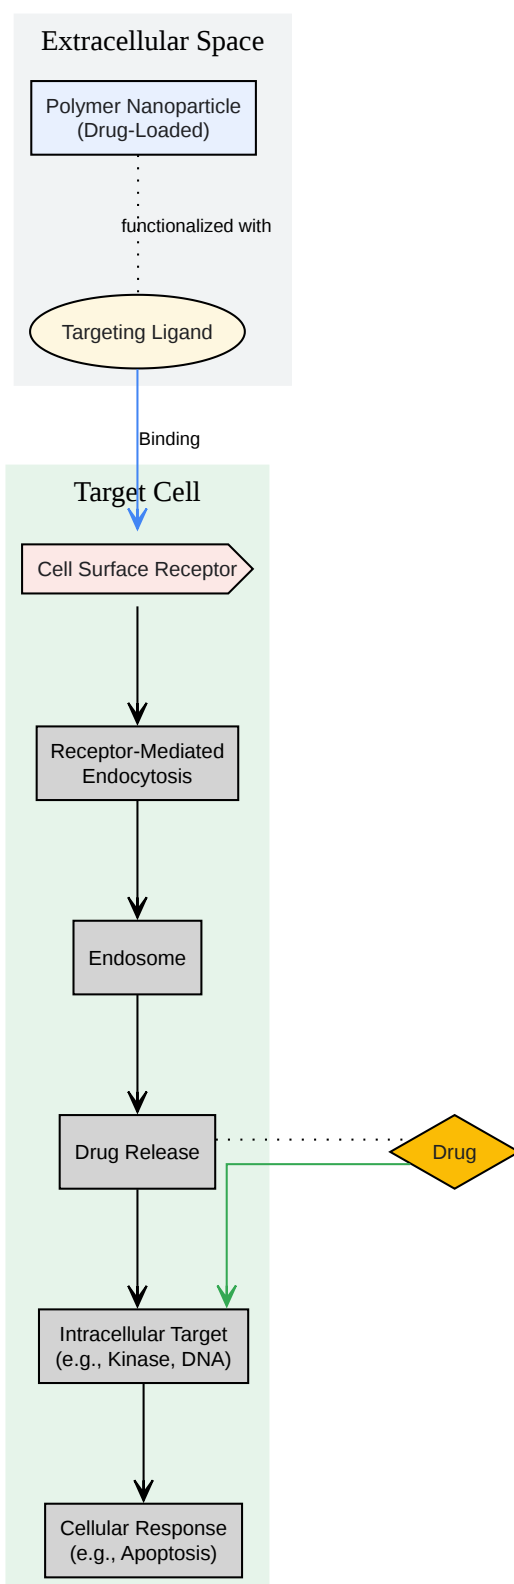 Extracellular Space
Polymer Nanoparticle
(Drug-Loaded)
functionalized with
Targeting Ligand
Binding
Target Cell
Cell Surface Receptor
Receptor-Mediated
Endocytosis
Endosome
Drug Release
Drug
Intracellular Target
(e.g., Kinase, DNA)
Cellular Response
(e.g., Apoptosis)